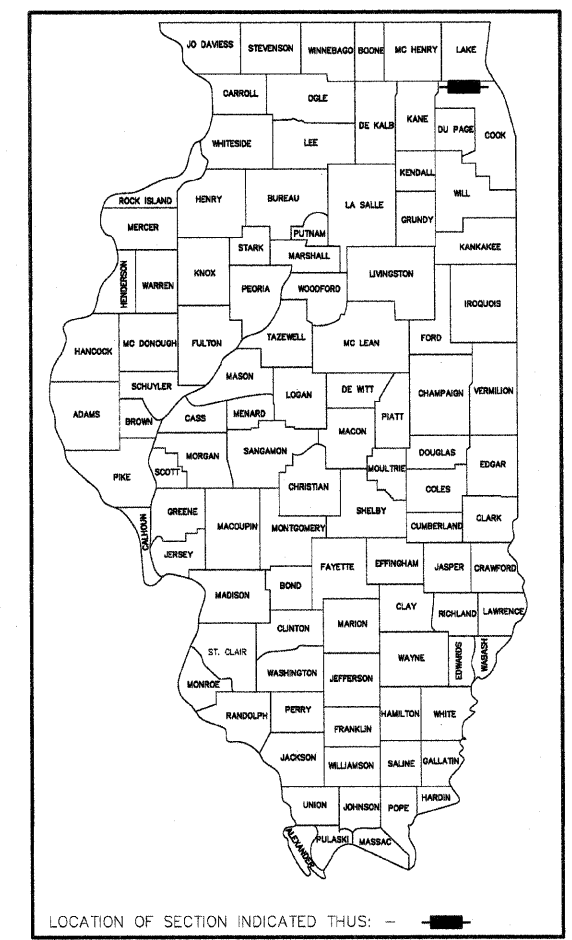 JO DAVIESS
STEVENSON
WINNEBAGO
BOONE
MC HENRY
LAKE
CARROLL
OGLE
DE KALB
KANE
DU PAGE
COOK
WHITESIDE
LEE
KENDALL
WILL
ROCK ISLAND
HENRY
BUREAU
LA SALLE
GRUNDY
MERCER
PUTNAM
STARK
MARSHALL
KANKAKEE
HENDERSON
WARREN
KNOX
PEORIA
WOODFORD
LIVINGSTON
IROQUOIS
HANCOCK
MC DONOUGH
FULTON
TAZEWELL
MC LEAN
FORD
MASON
SCHUYLER
LOGAN
DE WITT
CHAMPAIGN
VERMILION
ADAMS
BROWN
CASS
MENARD
MACON
PIATT
PIKE
SCOTT
MORGAN
SANGAMON
CHRISTIAN
MOULTRIE
DOUGLAS
EDGAR
COLES
CALHOUN
GREENE
MACOUPIN
MONTGOMERY
SHELBY
CUMBERLAND
CLARK
JERSEY
FAYETTE
EFFINGHAM
JASPER
CRAWFORD
MADISON
BOND
CLAY
RICHLAND
LAWRENCE
CLINTON
MARION
ST. CLAIR
WAYNE
EDWARDS
WABASH
MONROE
WASHINGTON
JEFFERSON
RANDOLPH
PERRY
HAMILTON
WHITE
FRANKLIN
JACKSON
WILLIAMSON
SALINE
GALLATIN
UNION
JOHNSON
POPE
HARDIN
ALEXANDER
PULASKI
MASSAC
LOCATION OF SECTION INDICATED THUS: –